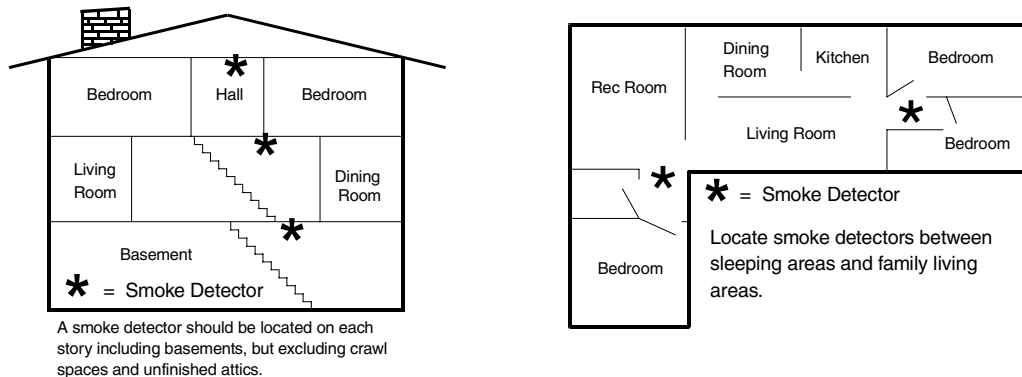 Bedroom
Hall
Bedroom
Living
Room
Dining
Room
Basement
* = Smoke Detector
A smoke detector should be located on each
story including basements, but excluding crawl
spaces and unfinished attics.
Rec Room
Dining
Room
Kitchen
Bedroom
Living Room
Bedroom
* = Smoke Detector
Locate smoke detectors between
sleeping areas and family living
areas.
Bedroom